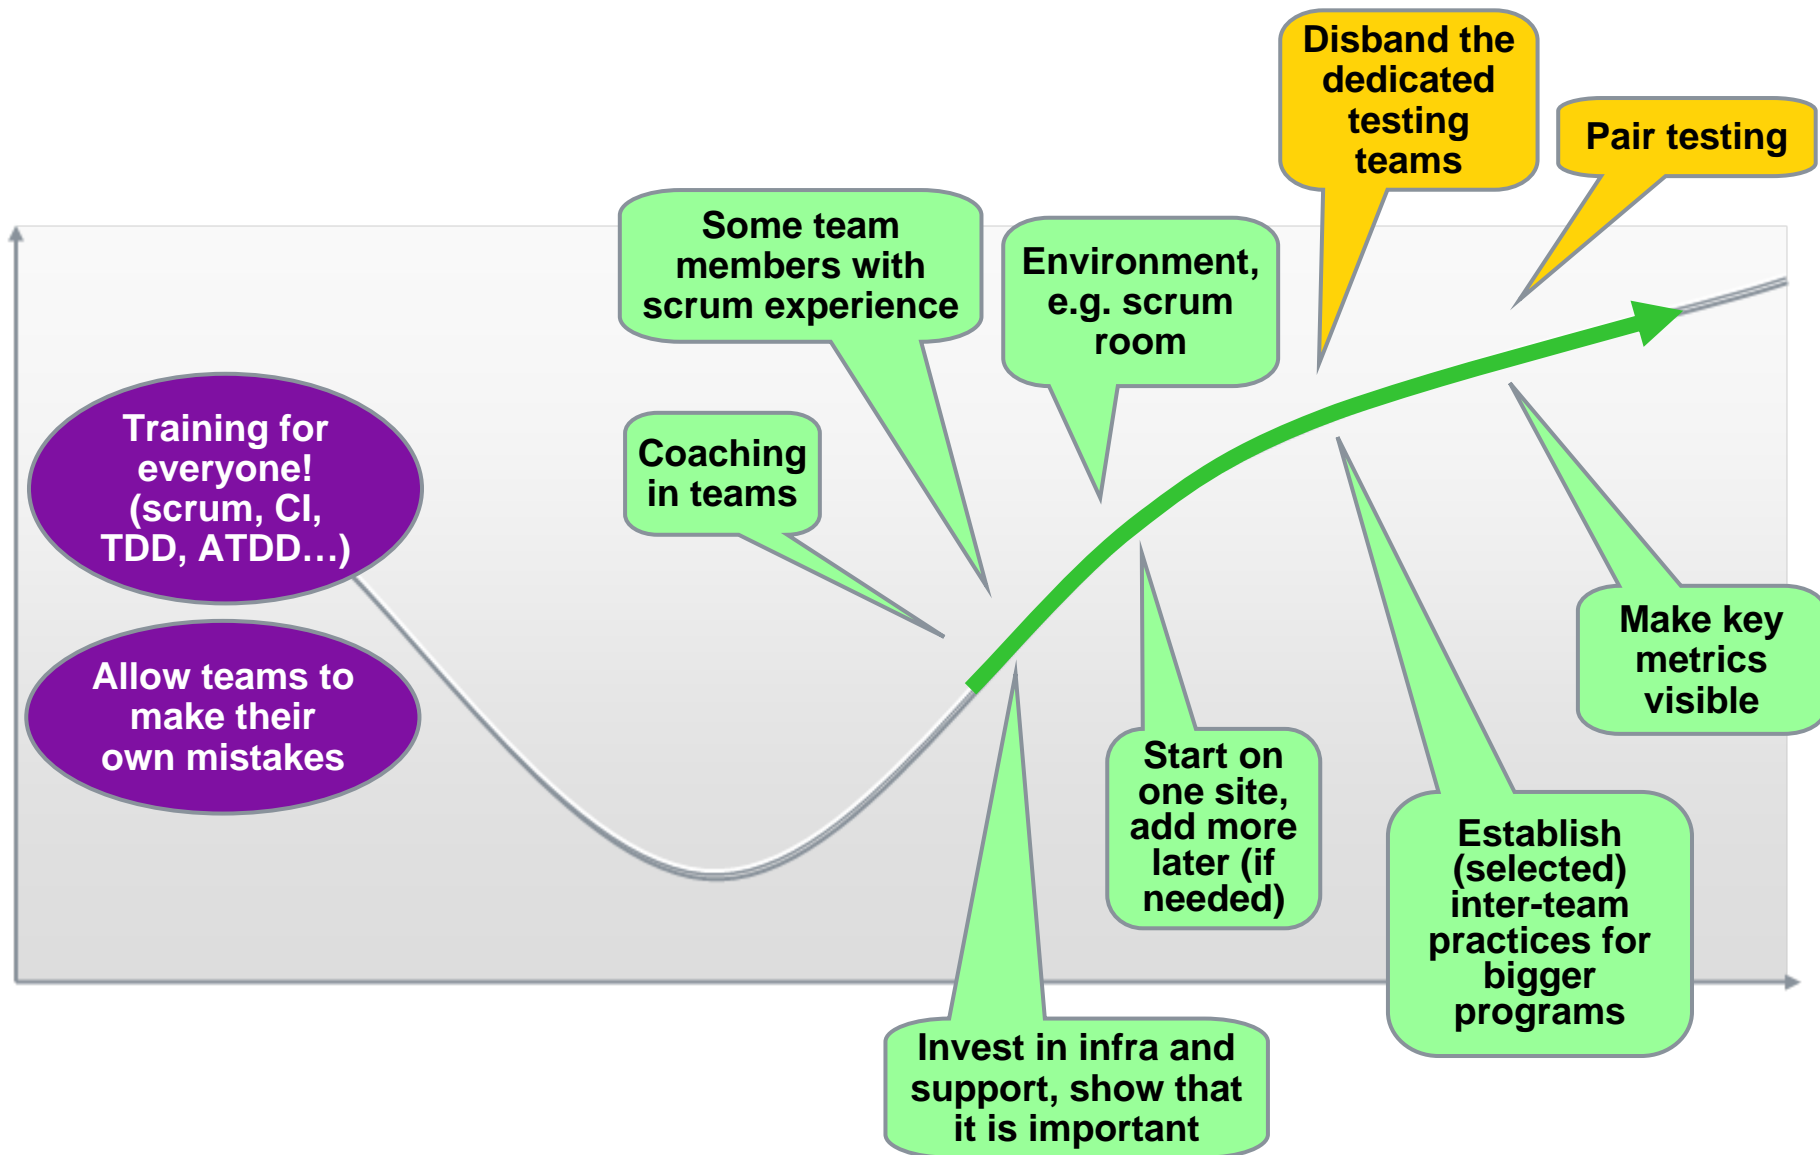 Disband the
dedicated
testing
teams
Pair testing
Some team
members with
scrum experience
Environment,
e.g. scrum
room
Training for
everyone!
(scrum, CI,
TDD, ATDD…)
Coaching
in teams
Allow teams to
make their
own mistakes
Make key
metrics
visible
Start on
one site,
add more
later (if
needed)
Establish
(selected)
inter-team
practices for
bigger
programs
Invest in infra and
support, show that
it is important